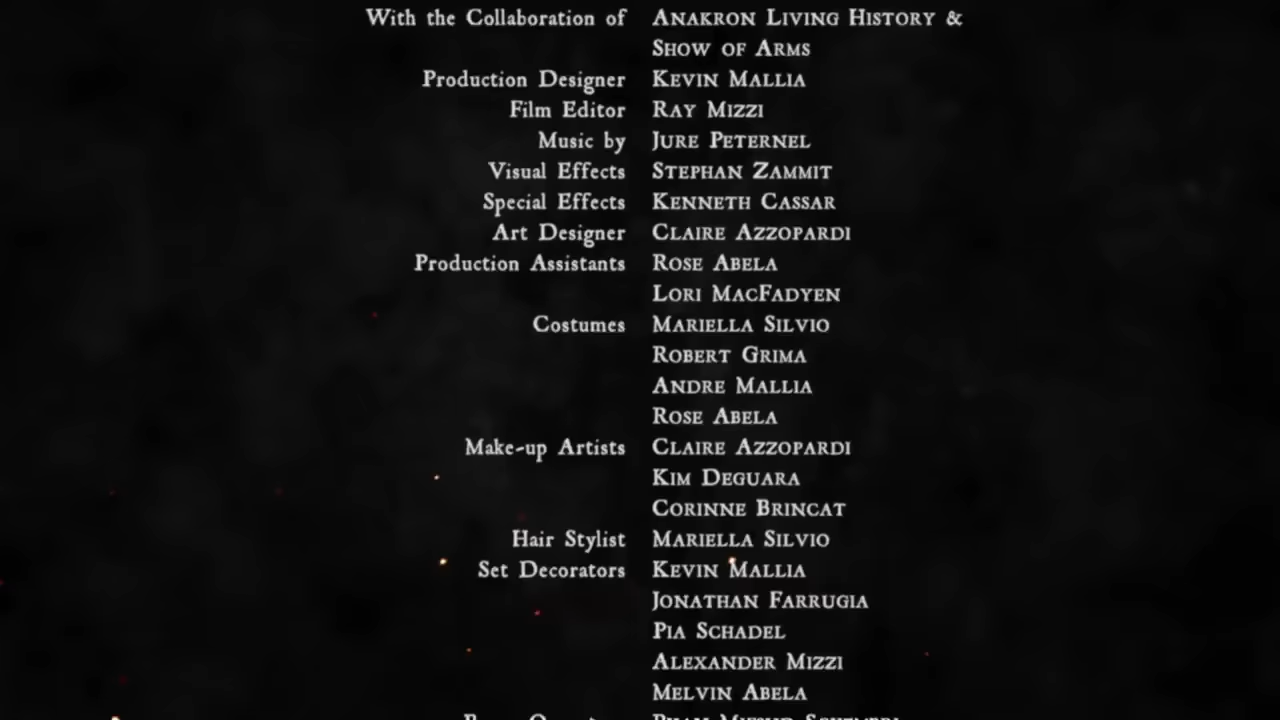 With the Collaboration of Anakron Living History &
Show of Arms
Production Designer Kevin Mallia
Film Editor Ray Mizzi
Music by Jure Peternel
Visual Effects Stephan Zammit
Special Effects Kenneth Cassar
Art Designer Claire Azzopardi
Production Assistants Rose Abela
Lori MacFadyen
Costumes Mariella Silvio
Robert Grima
Andre Mallia
Rose Abela
Make-up Artists Claire Azzopardi
Kim Deguara
Corinne Brincat
Hair Stylist Mariella Silvio
Set Decorators Kevin Mallia
Jonathan Farrugia
Pia Schadel
Alexander Mizzi
Melvin Abela